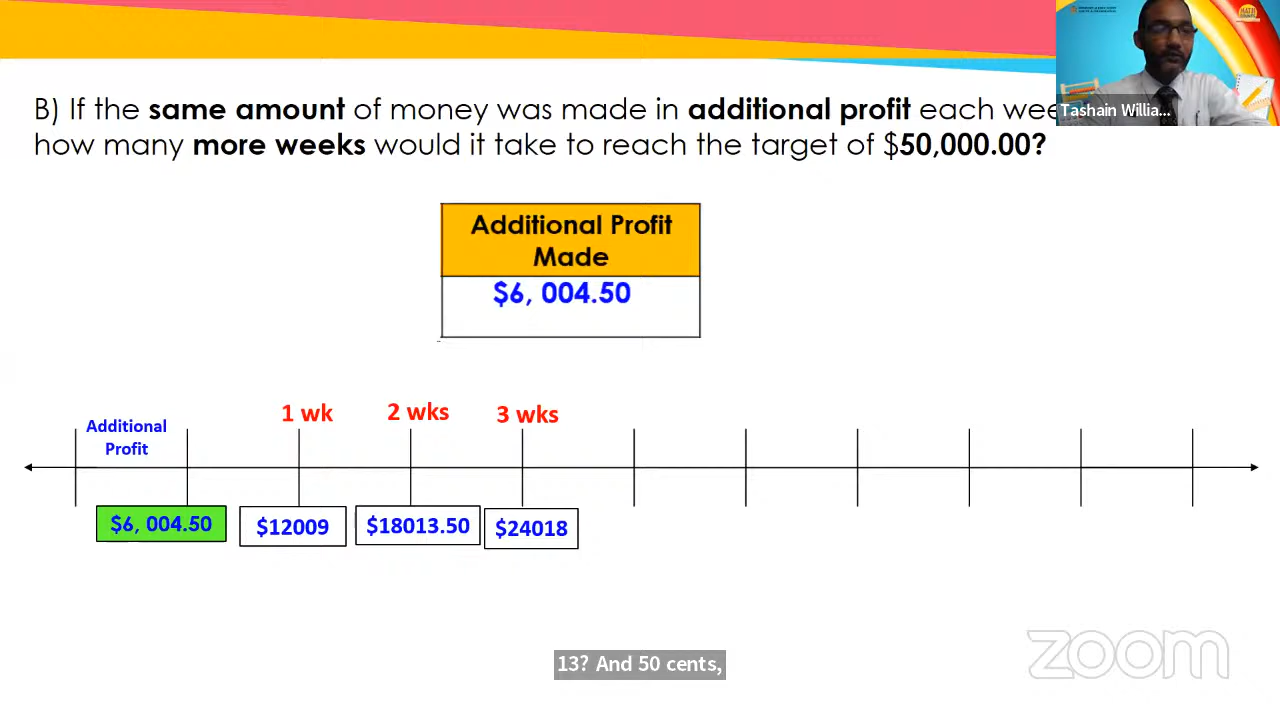 B) If the same amount of money was made in additional profit each wee
how many more weeks would it take to reach the target of $50,000.00?
Tashain Willia...
Additional Profit
Made
$6, 004.50
Additional
Profit
1 wk
2 wks
3 wks
$6, 004.50
$12009
$18013.50
$24018
13? And 50 cents,
zoom